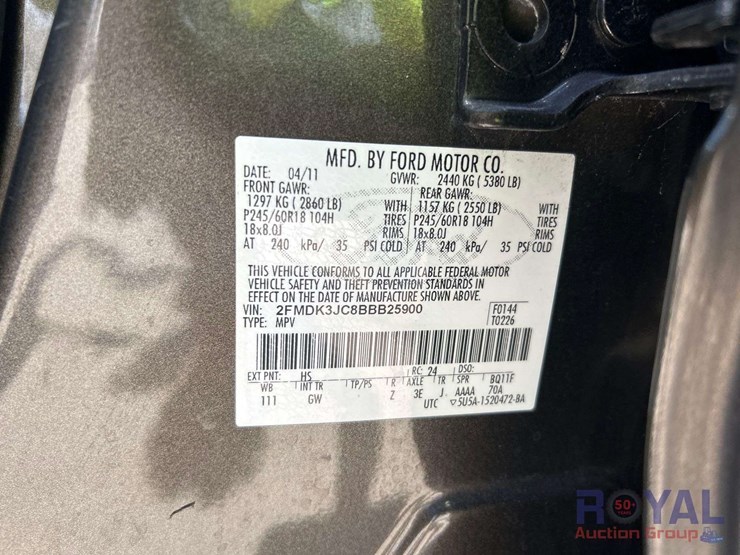 MFD. BY FORD MOTOR CO.
DATE: 04/11 GVWR: 2440 KG ( 5380 LB)
FRONT GAWR: REAR GAWR:
1297 KG ( 2860 LB) WITH 1157 KG ( 2550 LB) WITH
P245/60R18 104H TIRES P245/60R18 104H TIRES
18x8.0J RIMS 18x8.0J RIMS
AT 240 kPa/ 35 PSI COLD AT 240 kPa/ 35 PSI COLD
THIS VEHICLE CONFORMS TO ALL APPLICABLE FEDERAL MOTOR
VEHICLE SAFETY AND THEFT PREVENTION STANDARDS IN
EFFECT ON THE DATE OF MANUFACTURE SHOWN ABOVE.
VIN: 2FMDK3JC8BBB25900 F0144
TYPE: MPV T0226
EXT PNT: HS RC: 24 DSO:
WB INT TR TP/PS R AXLE TR SPR BQ11F
111 GW Z 3E J AAAA 70A
UTC ▽5U5A-1520472-BA
ROYAL
50+
YEARS
Auction Group